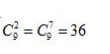 $C_9^2 = C_9^7 = 36$